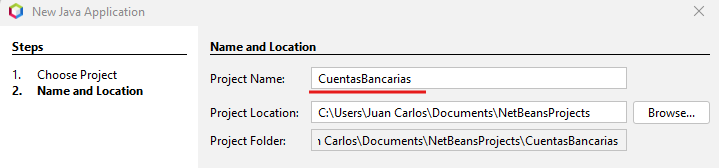 New Java Application
Steps
1. Choose Project
2. Name and Location
Name and Location
Project Name: CuentasBancarias
Project Location: C:\Users\Juan Carlos\Documents\NetBeansProjects Browse...
Project Folder: Carlos\Documents\NetBeansProjects\CuentasBancarias